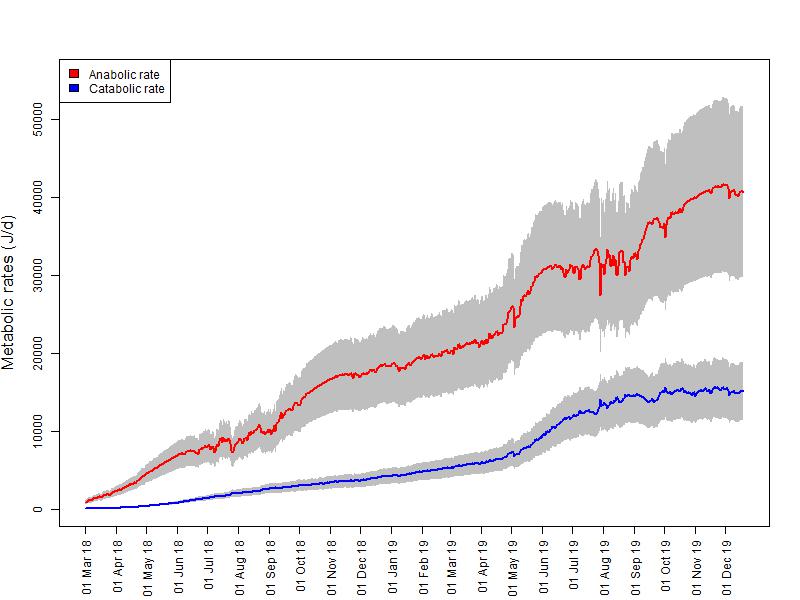 Anabolic rate
Catabolic rate
Metabolic rates (J/d)
50000
40000
30000
20000
10000
0
01 Mar 18
01 Apr 18
01 May 18
01 Jun 18
01 Jul 18
01 Aug 18
01 Sep 18
01 Oct 18
01 Nov 18
01 Dec 18
01 Jan 19
01 Feb 19
01 Mar 19
01 Apr 19
01 May 19
01 Jun 19
01 Jul 19
01 Aug 19
01 Sep 19
01 Oct 19
01 Nov 19
01 Dec 19